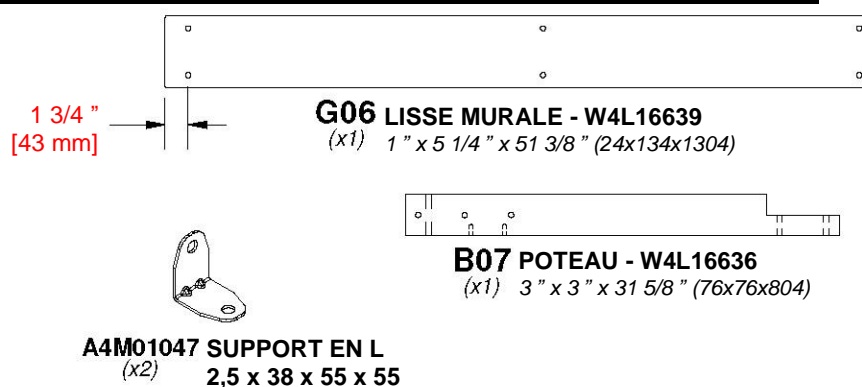 1 3/4 ”
[43 mm]
G06 LISSE MURALE - W4L16639
(x1) 1 ” x 5 1/4 ” x 51 3/8 ” (24x134x1304)
B07 POTEAU - W4L16636
(x1) 3 ” x 3 ” x 31 5/8 ” (76x76x804)
A4M01047 SUPPORT EN L
(x2) 2,5 x 38 x 55 x 55